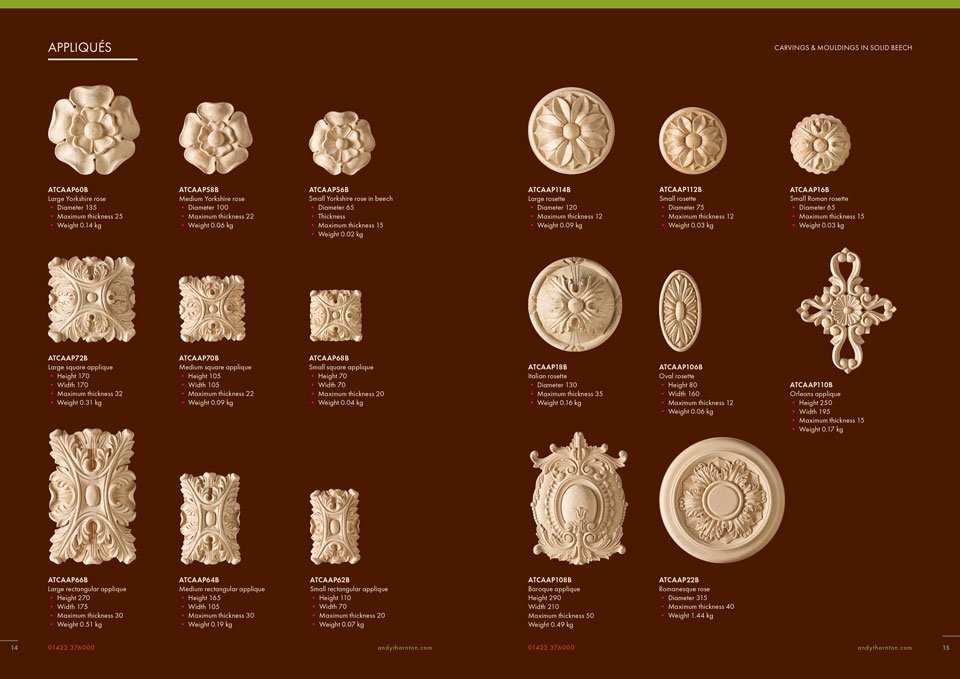 APPLIQUÉS
CARVINGS & MOULDINGS IN SOLID BEECH
ATCAAP60B
Large Yorkshire rose
• Diameter 135
• Maximum thickness 25
• Weight 0.14 kg
ATCAAP58B
Medium Yorkshire rose
• Diameter 100
• Maximum thickness 22
• Weight 0.06 kg
ATCAAP56B
Small Yorkshire rose in beech
• Diameter 65
• Thickness
• Maximum thickness 15
• Weight 0.02 kg
ATCAAP114B
Large rosette
• Diameter 120
• Maximum thickness 12
• Weight 0.09 kg
ATCAAP112B
Small rosette
• Diameter 75
• Maximum thickness 12
• Weight 0.03 kg
ATCAAP16B
Small Roman rosette
• Diameter 65
• Maximum thickness 15
• Weight 0.03 kg
ATCAAP72B
Large square applique
• Height 170
• Width 170
• Maximum thickness 32
• Weight 0.31 kg
ATCAAP70B
Medium square applique
• Height 105
• Width 105
• Maximum thickness 22
• Weight 0.09 kg
ATCAAP68B
Small square applique
• Height 70
• Width 70
• Maximum thickness 20
• Weight 0.04 kg
ATCAAP18B
Italian rosette
• Diameter 130
• Maximum thickness 35
• Weight 0.16 kg
ATCAAP106B
Oval rosette
• Height 80
• Width 160
• Maximum thickness 12
• Weight 0.06 kg
ATCAAP110B
Orleans applique
• Height 250
• Width 195
• Maximum thickness 15
• Weight 0.17 kg
ATCAAP66B
Large rectangular applique
• Height 270
• Width 175
• Maximum thickness 30
• Weight 0.51 kg
ATCAAP64B
Medium rectangular applique
• Height 165
• Width 105
• Maximum thickness 30
• Weight 0.19 kg
ATCAAP62B
Small rectangular applique
• Height 110
• Width 70
• Maximum thickness 20
• Weight 0.07 kg
ATCAAP108B
Baroque applique
Height 290
Width 210
Maximum thickness 50
Weight 0.49 kg
ATCAAP22B
Romanesque rose
• Diameter 315
• Maximum thickness 40
• Weight 1.44 kg
14
01422 376000
andythornton.com
01422 376000
andythornton.com
15